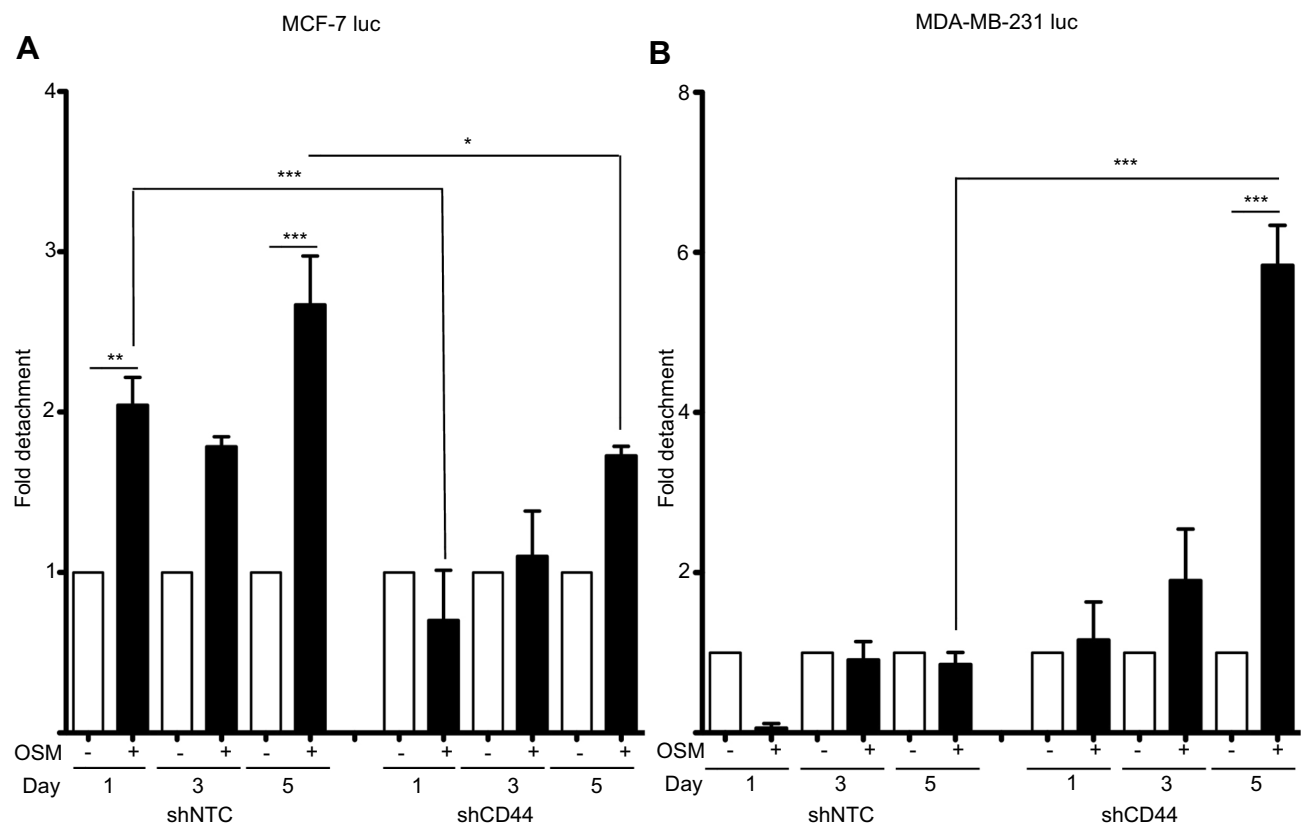 MCF-7 luc
A
Fold detachment
4
3
2
1
*
***
***
**
OSM - + - + - + - + - + - +
Day 1 3 5 1 3 5
shNTC shCD44
MDA-MB-231 luc
B
Fold detachment
8
6
4
2
***
***
OSM - + - + - + - + - + - +
1 3 5 1 3 5
shNTC shCD44